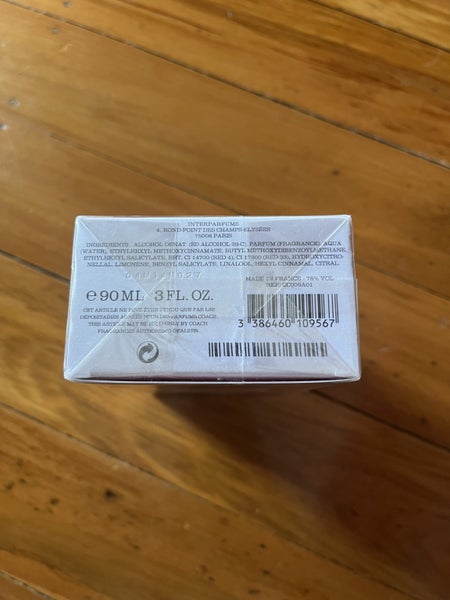 INTERPARFUMS
4, ROND-POINT DES CHAMPS-ELYSÉES
75008 PARIS
INGREDIENTS : ALCOHOL DENAT (SD ALCOHOL 39-C), PARFUM (FRAGRANCE), AQUA
(WATER), ETHYLHEXYL METHOXYCINNAMATE, BUTYL METHOXYDIBENZOYLMETHANE,
ETHYLHEXYL SALICYLATE, BHT, CI 14700 (RED 4), CI 17200 (RED 33), HYDROXYCITRO-
NELLAL, LIMONENE, BENZYL SALICYLATE, LINALOOL, HEXYL CINNAMAL, CITRAL.
MADE IN FRANCE - 78% VOL
℮ 90 ML 3 FL.OZ.
CET ARTICLE NE PEUT ÊTRE VENDU QUE PAR LES
DÉPOSITAIRES AGRÉÉS POUR LES PARFUMS COACH.
THIS ARTICLE MAY BE SOLD ONLY BY COACH
FRAGRANCES AUTHORISED DEALERS.
3 386460 109567